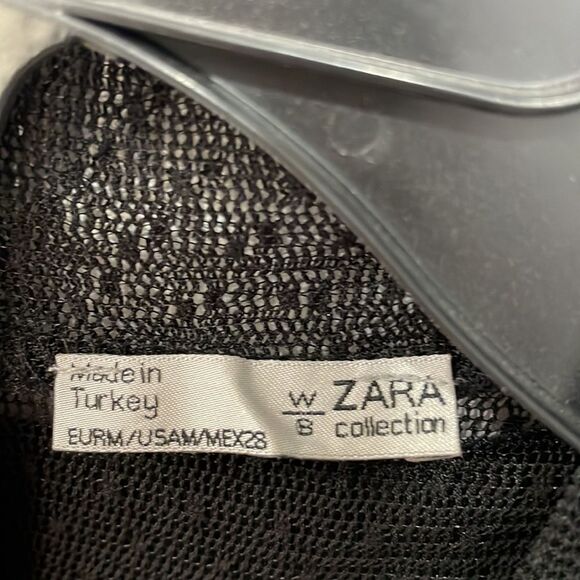 Made in
Turkey
EURM/USAM/MEX28
W
B
ZARA
collection